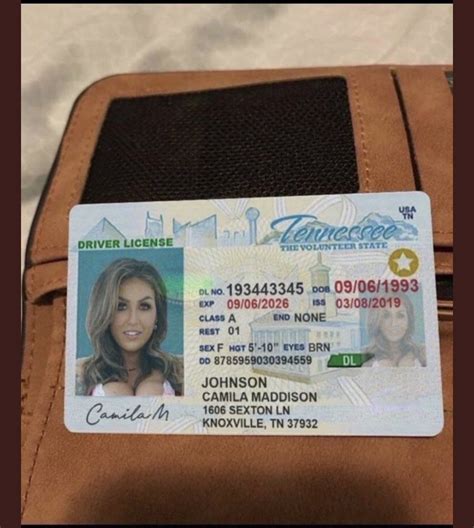 USA
TN
Tennessee
DRIVER LICENSE
THE VOLUNTEER STATE
DL NO. 193443345 DOB 09/06/1993
EXP 09/06/2026 ISS 03/08/2019
CLASS A END NONE
REST 01
SEX F HGT 5'-10" EYES BRN
DD 8785959030394559
DL
JOHNSON
CAMILA MADDISON
1606 SEXTON LN
KNOXVILLE, TN 37932
Camila M